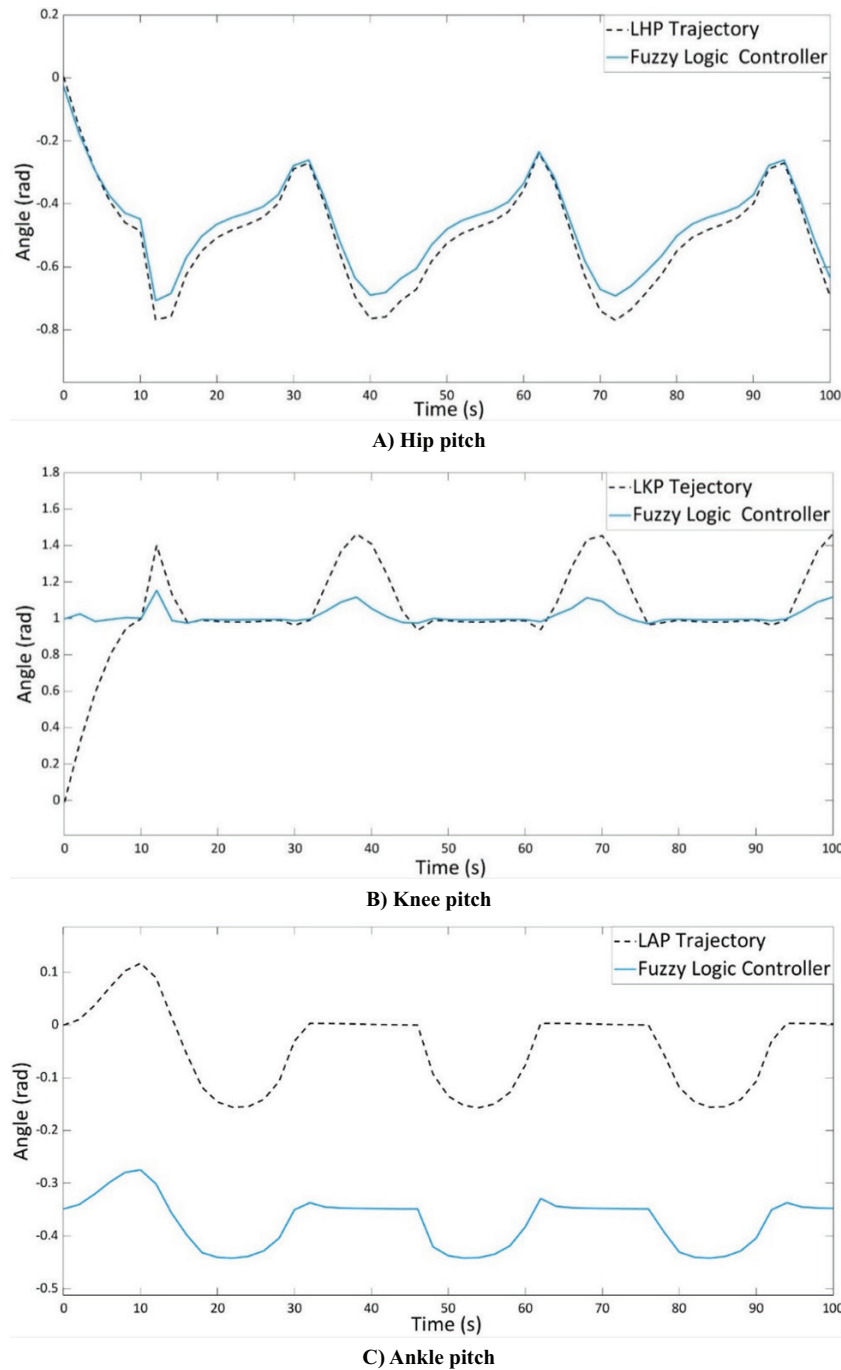 0.2
LHP Trajectory
Fuzzy Logic Controller
0
-0.2
-0.4
-0.6
-0.8
Angle (rad)
0 10 20 30 40 50 60 70 80 90 100
Time (s)
A) Hip pitch
1.8
LKP Tejectory
Fuzzy Logic Controller
1.6
1.4
1.2
1
0.8
0.6
0.4
0.2
0
Angle (rad)
0 10 20 30 40 50 60 70 80 90 100
Time (s)
B) Knee pitch
LAP Trajectory
Fuzzy Logic Controller
0.1
0
-0.1
-0.2
-0.3
-0.4
-0.5
Angle (rad)
0 10 20 30 40 50 60 70 80 90 100
Time (s)
C) Ankle pitch